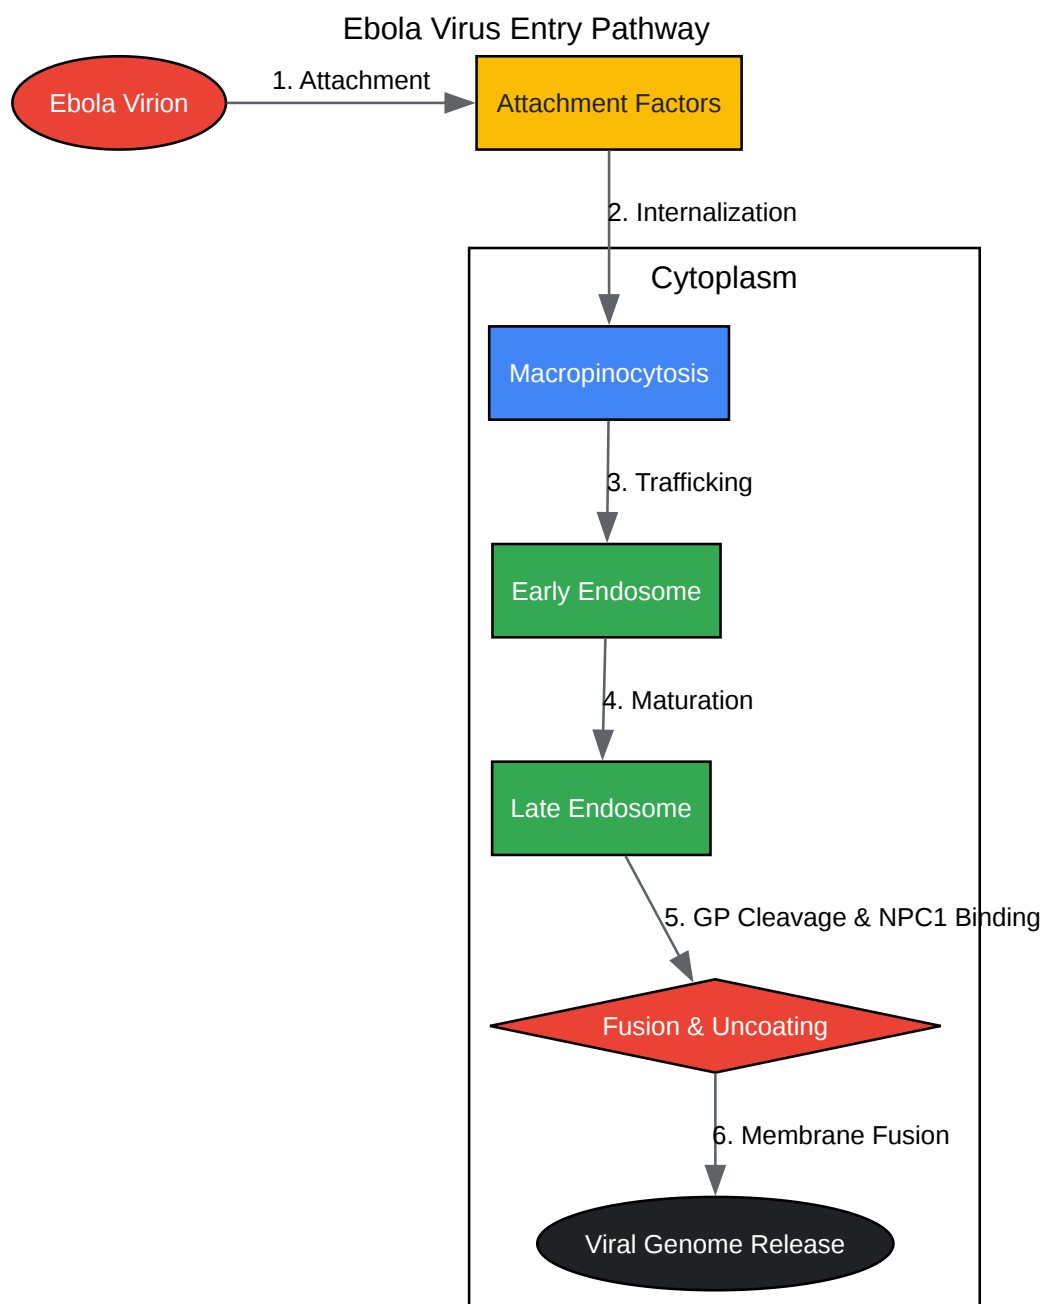 Ebola Virus Entry Pathway
Ebola Virion
1. Attachment
Attachment Factors
2. Internalization
Cytoplasm
Macropinocytosis
3. Trafficking
Early Endosome
4. Maturation
Late Endosome
5. GP Cleavage & NPC1 Binding
Fusion & Uncoating
6. Membrane Fusion
Viral Genome Release